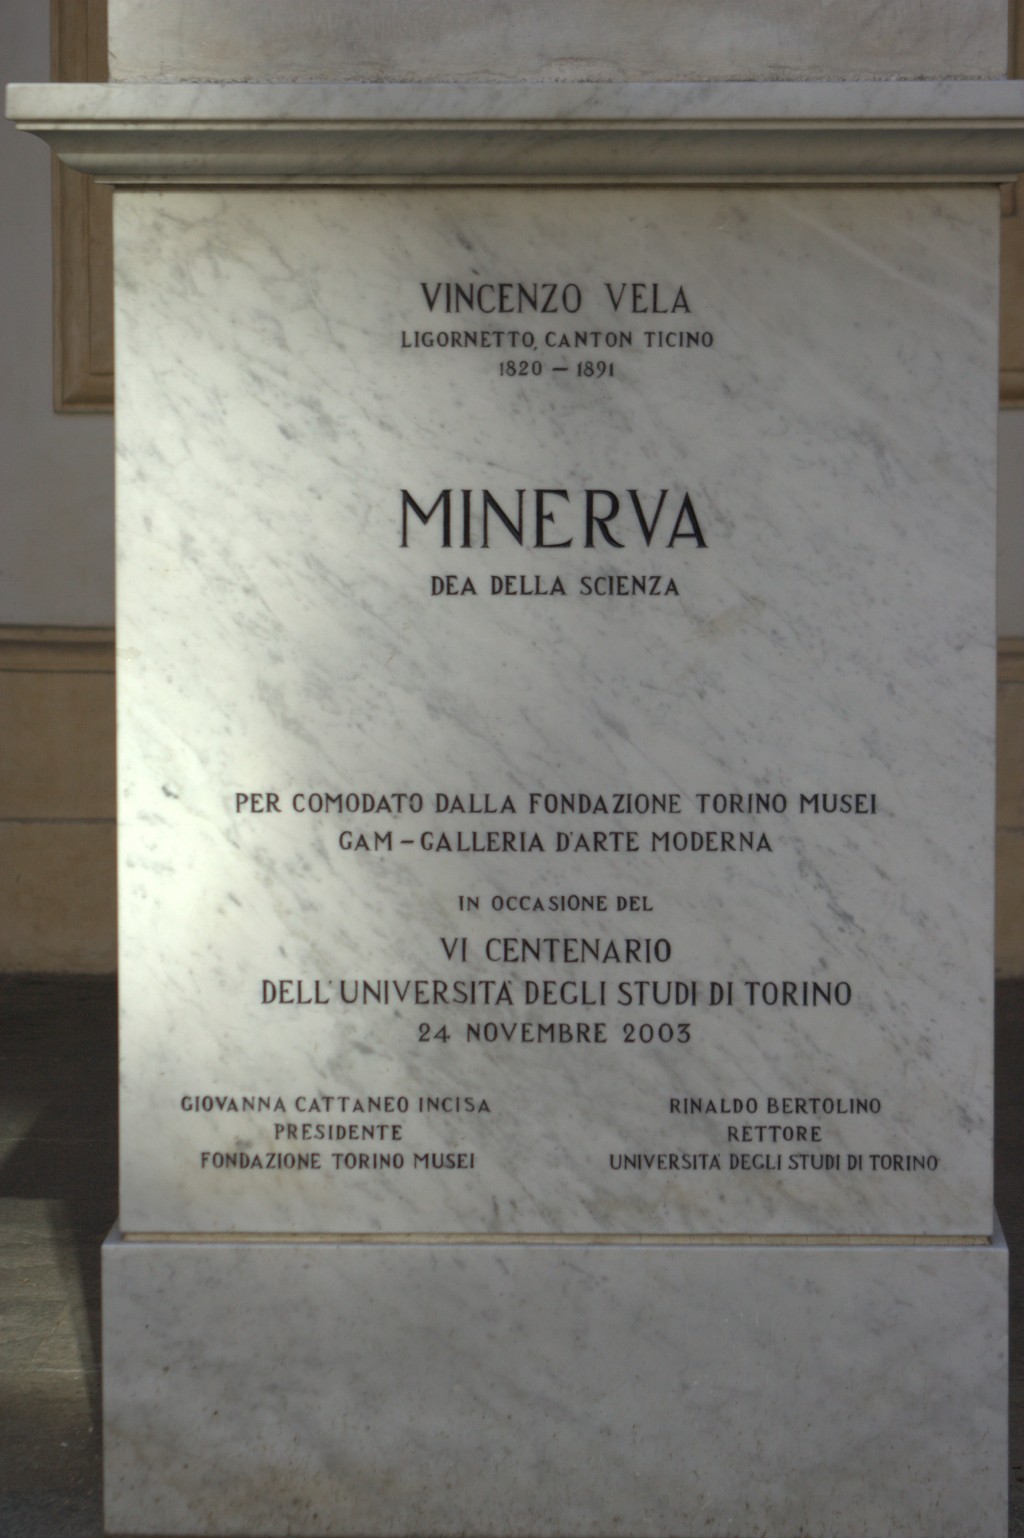 VINCENZO VELA
LIGORNETTO, CANTON TICINO
1820 – 1891
MINERVA
DEA DELLA SCIENZA
PER COMODATO DALLA FONDAZIONE TORINO MUSEI
GAM – GALLERIA D'ARTE MODERNA
IN OCCASIONE DEL
VI CENTENARIO
DELL'UNIVERSITA' DEGLI STUDI DI TORINO
24 NOVEMBRE 2003
GIOVANNA CATTANEO INCISA
PRESIDENTE
FONDAZIONE TORINO MUSEI
RINALDO BERTOLINO
RETTORE
UNIVERSITA' DEGLI STUDI DI TORINO